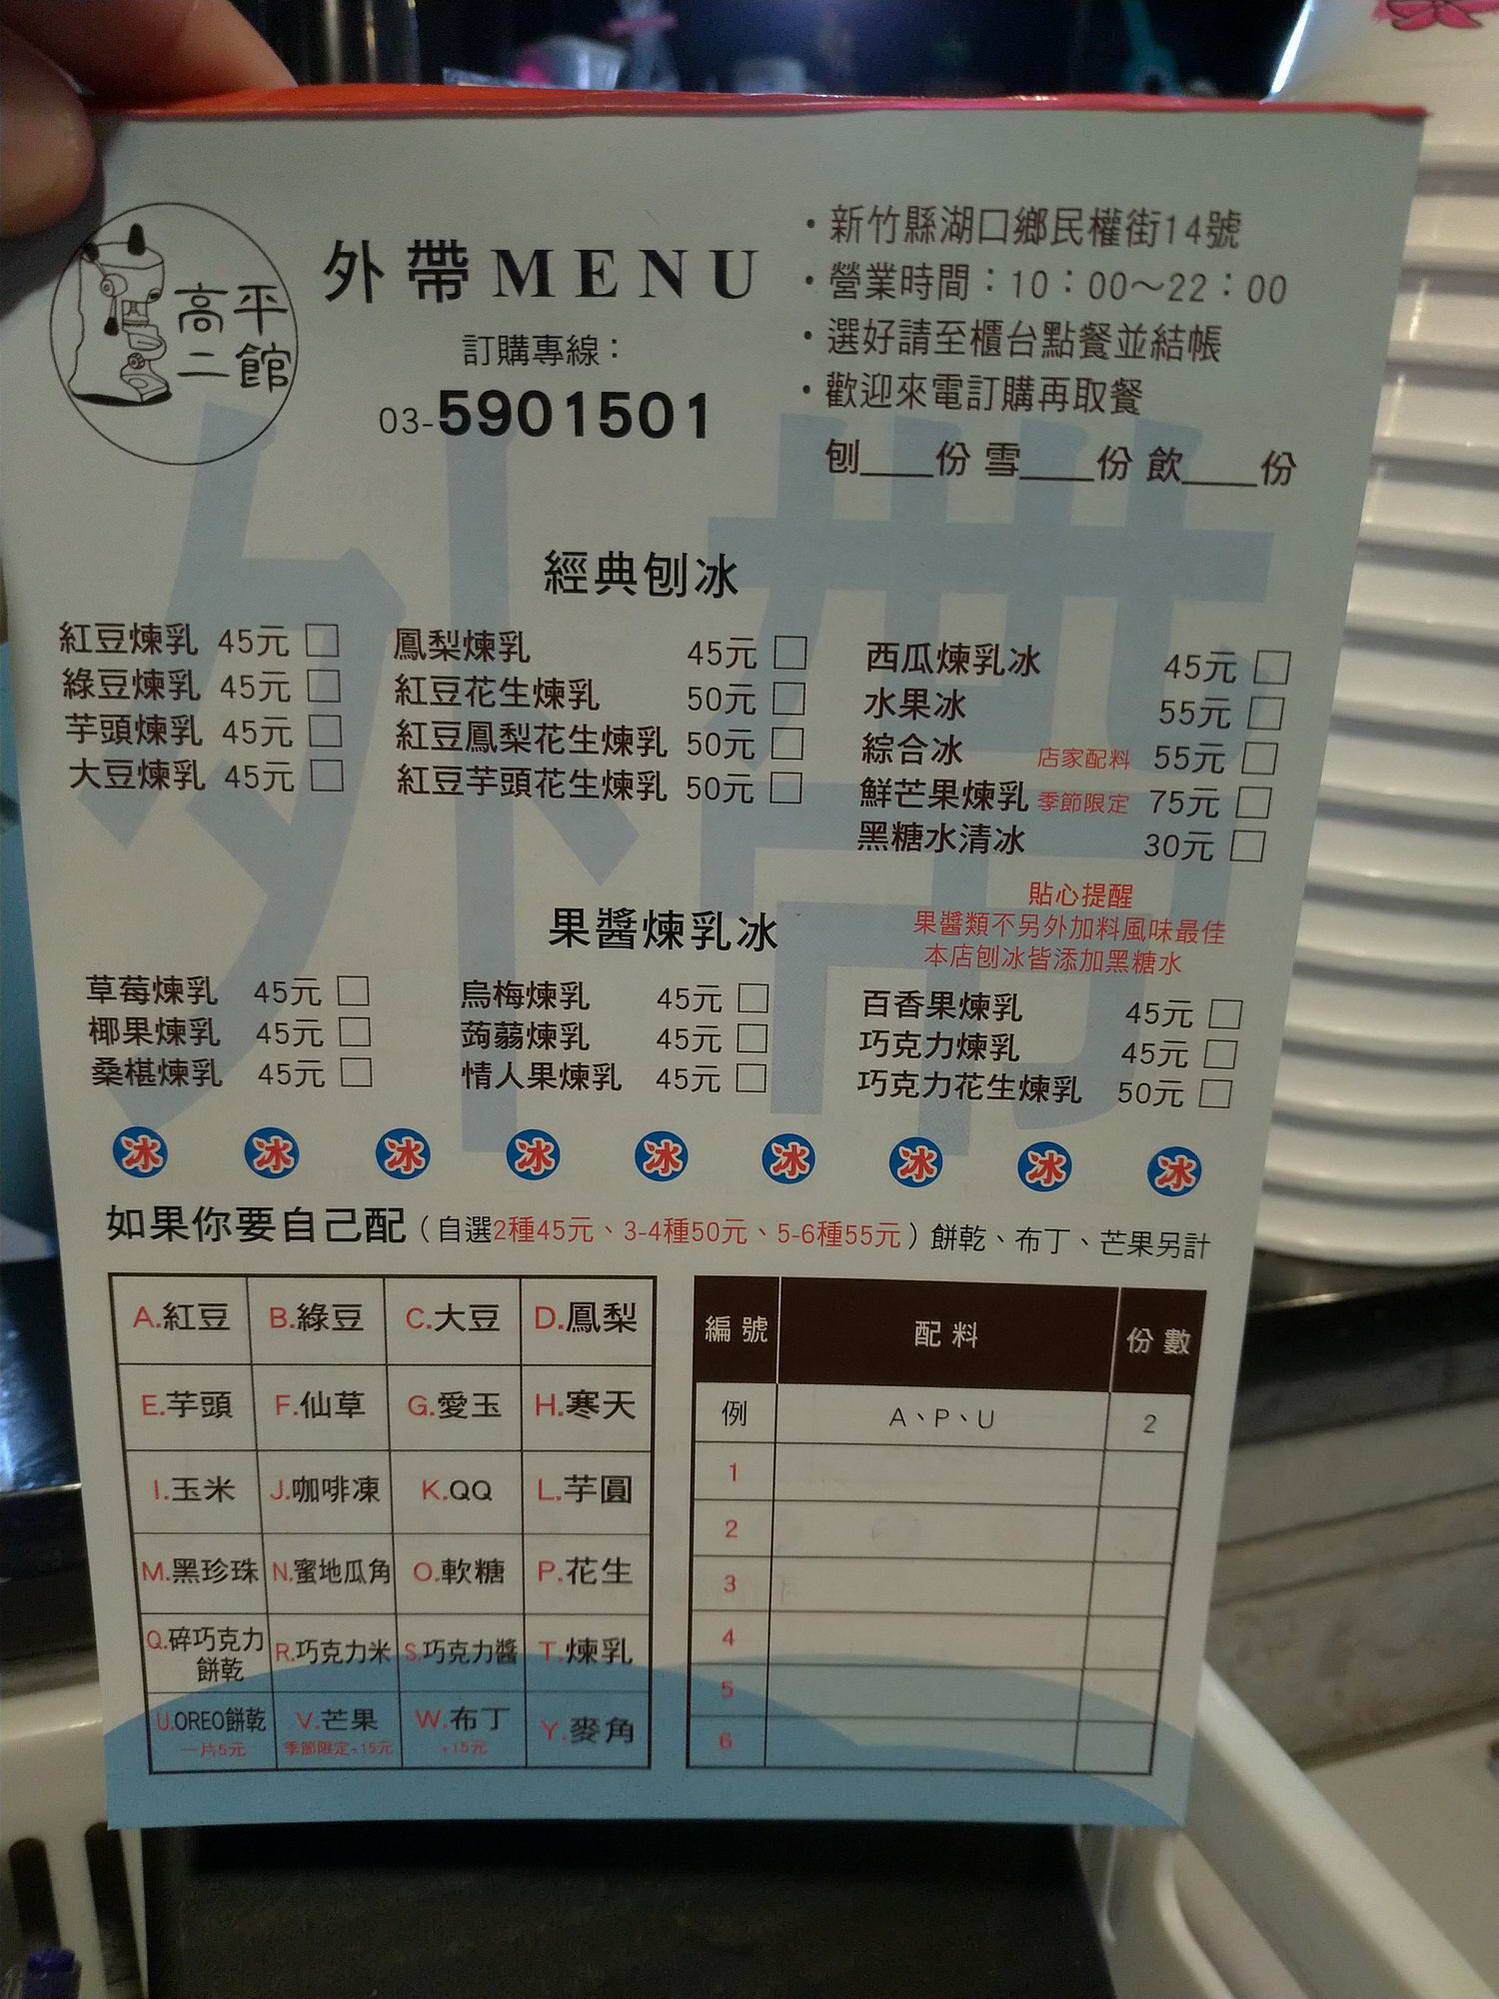 高平
二館
外帶MENU
訂購專線：
03-5901501
・新竹縣湖口鄉民權街14號
・營業時間：10：00～22：00
・選好請至櫃台點餐並結帳
・歡迎來電訂購再取餐
刨____份 雪____份 飲____份
外帶
經典刨冰
紅豆煉乳 45元 □
綠豆煉乳 45元 □
芋頭煉乳 45元 □
大豆煉乳 45元 □
鳳梨煉乳 45元 □
紅豆花生煉乳 50元 □
紅豆鳳梨花生煉乳 50元 □
紅豆芋頭花生煉乳 50元 □
西瓜煉乳冰 45元 □
水果冰 55元 □
綜合冰 店家配料 55元 □
鮮芒果煉乳 季節限定 75元 □
黑糖水清冰 30元 □
果醬煉乳冰
貼心提醒
果醬類不另外加料風味最佳
本店刨冰皆添加黑糖水
草莓煉乳 45元 □
椰果煉乳 45元 □
桑椹煉乳 45元 □
烏梅煉乳 45元 □
蒟蒻煉乳 45元 □
情人果煉乳 45元 □
百香果煉乳 45元 □
巧克力煉乳 45元 □
巧克力花生煉乳 50元 □
冰 冰 冰 冰 冰 冰 冰 冰 冰
如果你要自己配（自選2種45元、3-4種50元、5-6種55元）餅乾、布丁、芒果另計
A.紅豆 B.綠豆 C.大豆 D.鳳梨
E.芋頭 F.仙草 G.愛玉 H.寒天
I.玉米 J.咖啡凍 K.QQ L.芋圓
M.黑珍珠 N.蜜地瓜角 O.軟糖 P.花生
Q.碎巧克力餅乾 R.巧克力米 S.巧克力醬 T.煉乳
U.OREO餅乾 V.芒果 W.布丁 Y.麥角
一片5元 季節限定+15元 +15元
編號 配料 份數
例 A、P、U 2
1
2
3
4
5
6